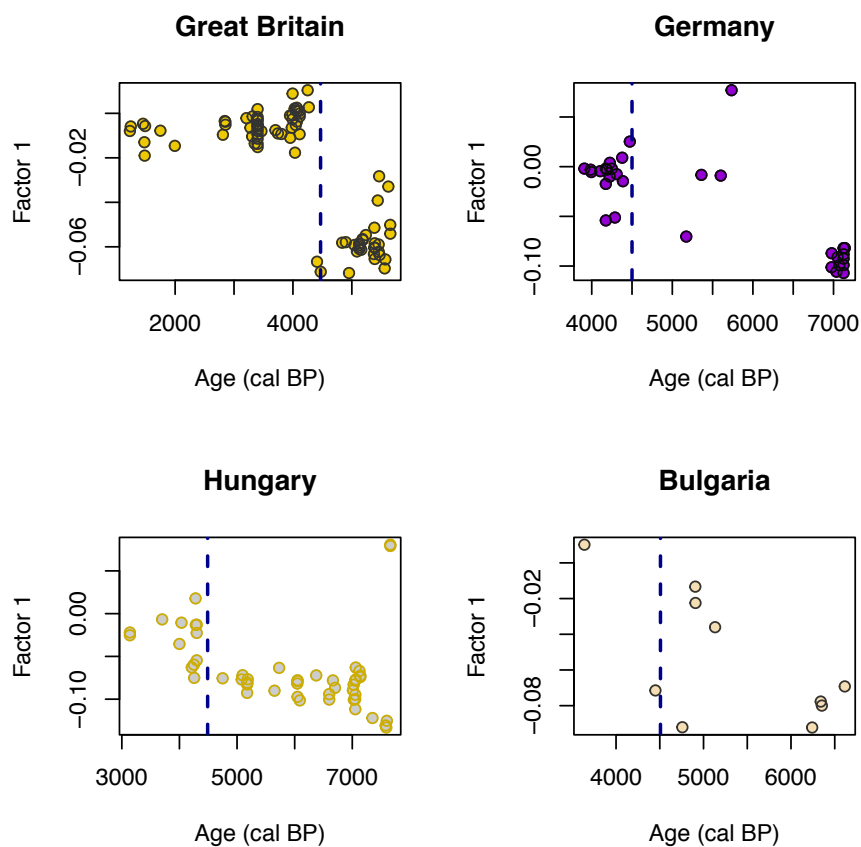 Great Britain
Factor 1
−0.06
−0.02
2000
4000
Age (cal BP)
Germany
Factor 1
−0.10
0.00
4000
5000
6000
7000
Age (cal BP)
Hungary
Factor 1
−0.10
0.00
3000
5000
7000
Age (cal BP)
Bulgaria
Factor 1
−0.08
−0.02
4000
5000
6000
Age (cal BP)